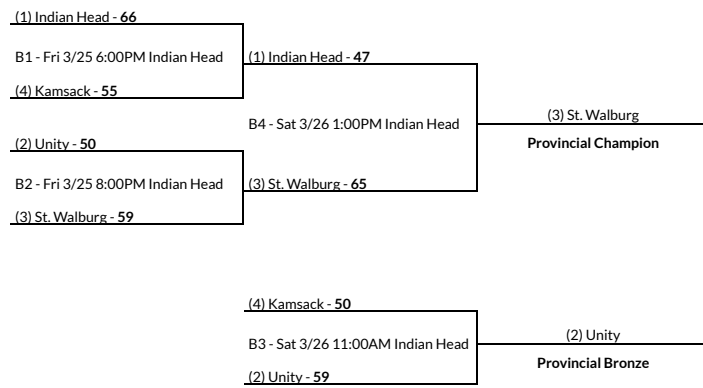 (1) Indian Head - 66
B1 - Fri 3/25 6:00PM Indian Head
(1) Indian Head - 47
(4) Kamsack - 55
B4 - Sat 3/26 1:00PM Indian Head
(3) St. Walburg
Provincial Champion
(2) Unity - 50
B2 - Fri 3/25 8:00PM Indian Head
(3) St. Walburg - 65
(3) St. Walburg - 59
(4) Kamsack - 50
B3 - Sat 3/26 11:00AM Indian Head
(2) Unity
Provincial Bronze
(2) Unity - 59